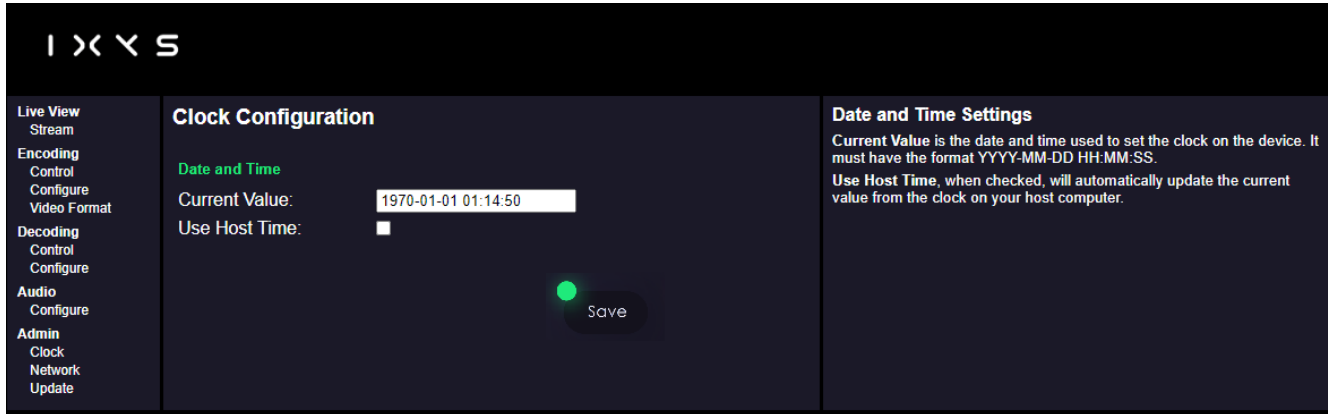 IXYS
Live View
Stream
Encoding
Control
Configure
Video Format
Decoding
Control
Configure
Audio
Configure
Admin
Clock
Network
Update
Clock Configuration
Date and Time
Current Value:
1970-01-01 01:14:50
Use Host Time:
Save
Date and Time Settings
Current Value is the date and time used to set the clock on the device. It
must have the format YYYY-MM-DD HH:MM:SS.
Use Host Time, when checked, will automatically update the current
value from the clock on your host computer.